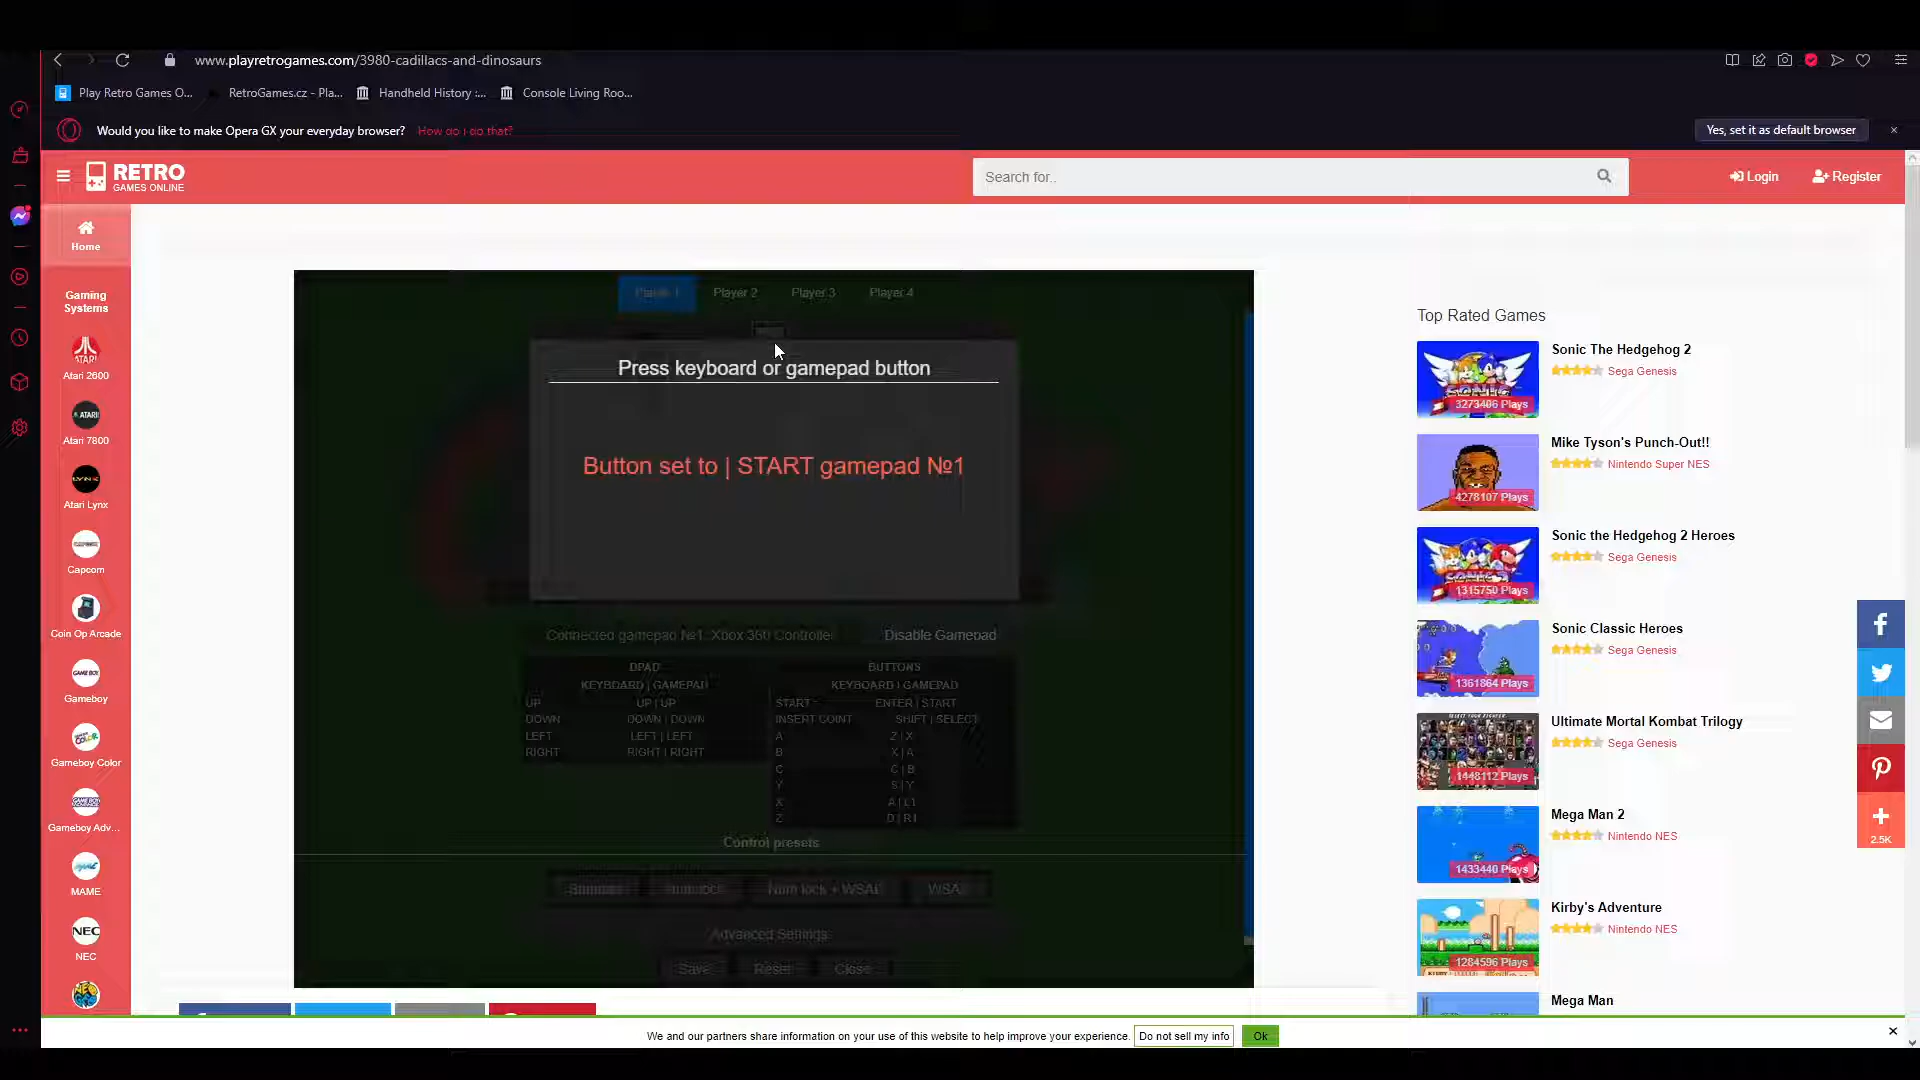 www.playretrogames.com/3980-cadillacs-and-dinosaurs
Play Retro Games O...
RetroGames.cz - Pla...
Handheld History :...
Console Living Roo...
Would you like to make Opera GX your everyday browser?
How do I do that?
Yes, set it as default browser
RETRO
GAMES ONLINE
Search for..
Login
Register
Home
Gaming
Systems
Atari 2600
Atari 7800
Atari Lynx
Capcom
Coin Op Arcade
Gameboy
Gameboy Color
Gameboy Adv...
MAME
NEC
Player 1
Player 2
Player 3
Player 4
Press keyboard or gamepad button
Button set to | START gamepad №1
Connected gamepad №1: Xbox 360 Controller
Disable Gamepad
DPAD
KEYBOARD | GAMEPAD
UP UP | UP
DOWN DOWN | DOWN
LEFT LEFT | LEFT
RIGHT RIGHT | RIGHT
BUTTONS
KEYBOARD | GAMEPAD
START ENTER | START
INSERT COINT SHIFT | SELECT
A Z | X
B X | A
C C | B
Y S | Y
X A | L1
Z D | R1
Control presets
Num lock + WSAD
Advanced Settings
Save
Reset
Close
Top Rated Games
Sonic The Hedgehog 2
Sega Genesis
3273406 Plays
Mike Tyson's Punch-Out!!
Nintendo Super NES
4278107 Plays
Sonic the Hedgehog 2 Heroes
Sega Genesis
1315750 Plays
Sonic Classic Heroes
Sega Genesis
1361864 Plays
Ultimate Mortal Kombat Trilogy
Sega Genesis
1448112 Plays
Mega Man 2
Nintendo NES
1433440 Plays
Kirby's Adventure
Nintendo NES
1284596 Plays
Mega Man
2.5K
We and our partners share information on your use of this website to help improve your experience.
Do not sell my info
Ok